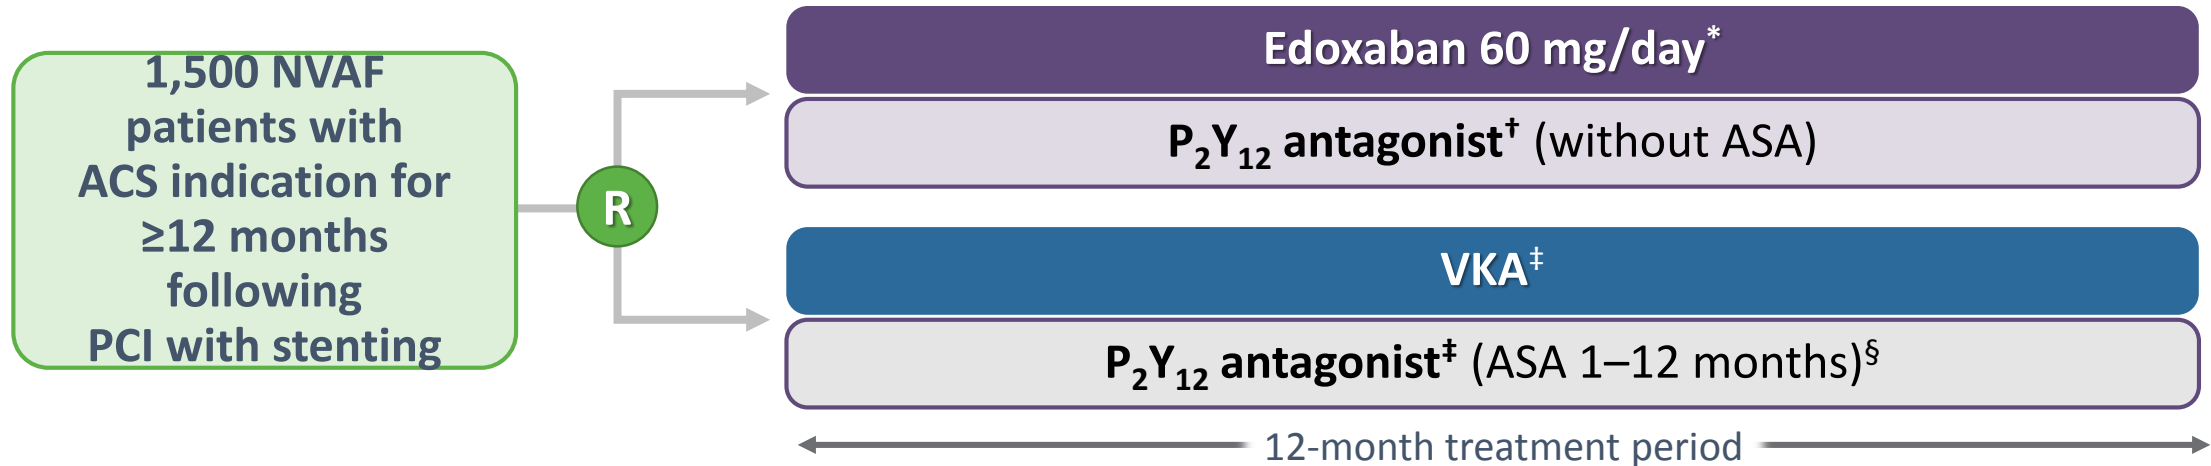 1,500 NVAF
patients with
ACS indication for
≥12 months
following
PCI with stenting
R
Edoxaban 60 mg/day*
P₂Y₁₂ antagonist† (without ASA)
VKA‡
P₂Y₁₂ antagonist‡ (ASA 1–12 months)§
12-month treatment period